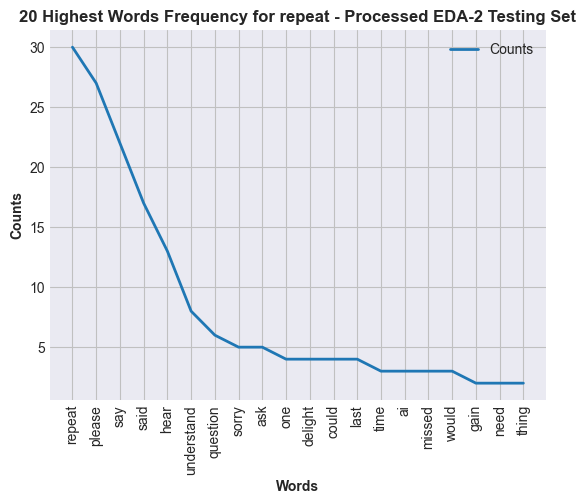 20 Highest Words Frequency for repeat - Processed EDA-2 Testing Set
Counts
30
25
20
15
10
5
Counts
repeat
please
say
said
hear
understand
question
sorry
ask
one
delight
could
last
time
ai
missed
would
gain
need
thing
Words